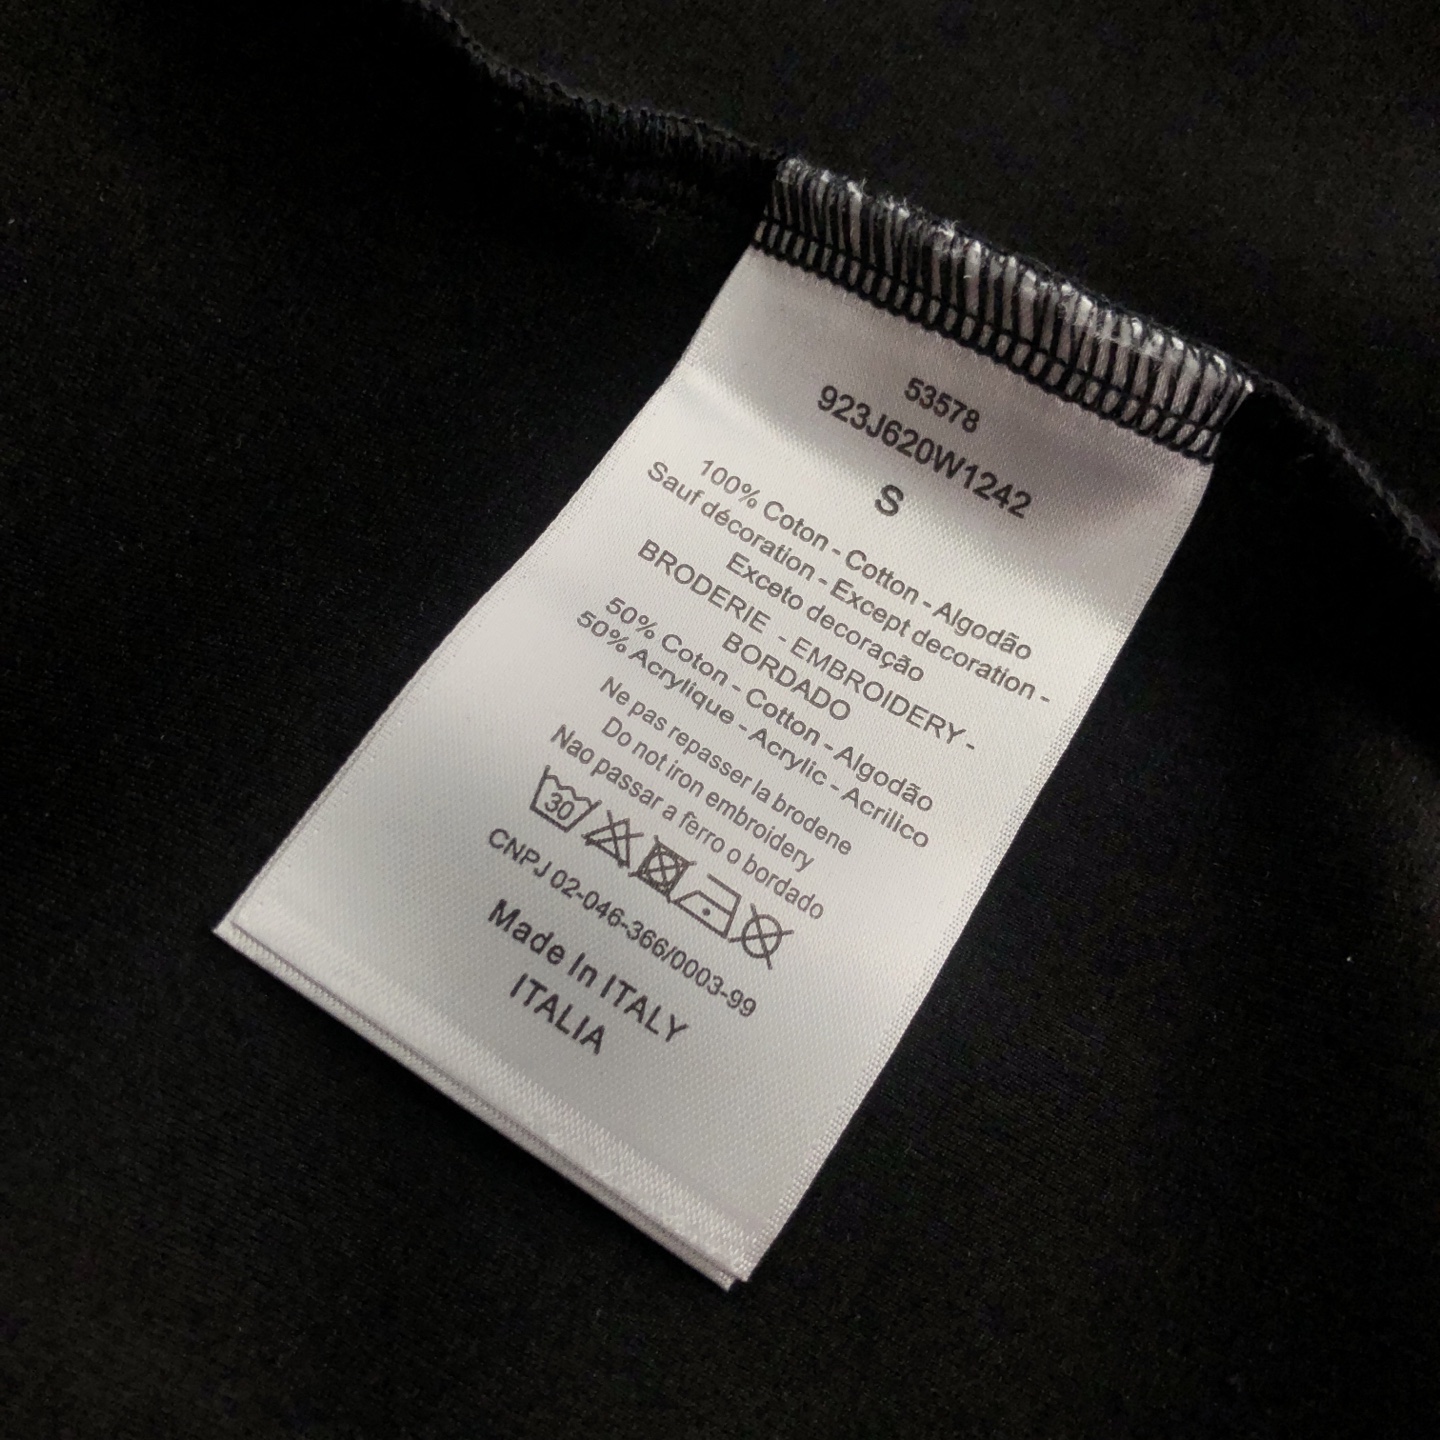 53578
923J620W1242
S
100% Coton - Cotton - Algodão
Sauf décoration - Except decoration -
Exceto decoração
BRODERIE - EMBROIDERY -
BORDADO
50% Coton - Cotton - Algodão
50% Acrylique - Acrylic - Acrilico
Ne pas repasser la brodene
Do not iron embroidery
Nao passar a ferro o bordado
30
CNPJ 02-046-366/0003-99
Made In ITALY
ITALIA